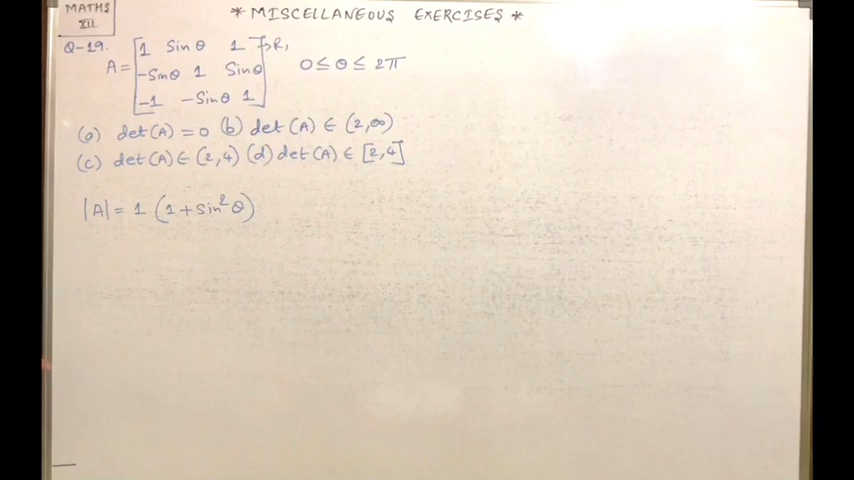 MATHS
XII
* MISCELLANEOUS EXERCISES *
Q-19.
1 Sinθ 1 → R₁
A = -Sinθ 1 Sinθ 0 ≤ θ ≤ 2π
-1 -Sinθ 1
(a) det(A) = 0 (b) det(A) ∈ (2,∞)
(c) det(A) ∈ (2,4) (d) det(A) ∈ [2,4]
|A| = 1 (1 + sin²θ)